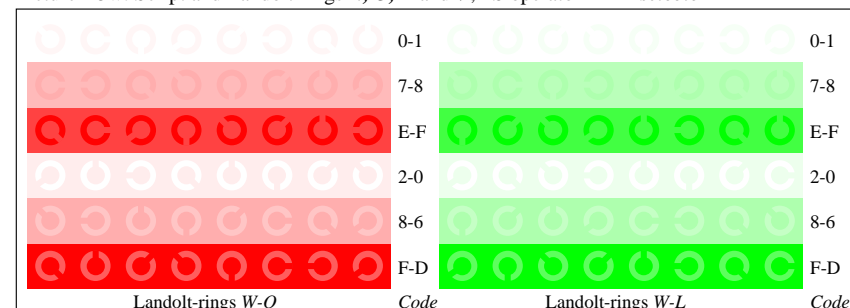 0-1 0-1
7-8 7-8
E-F E-F
2-0 2-0
8-6 8-6
F-D F-D
Landolt-rings W-O Code Landolt-rings W-L Code